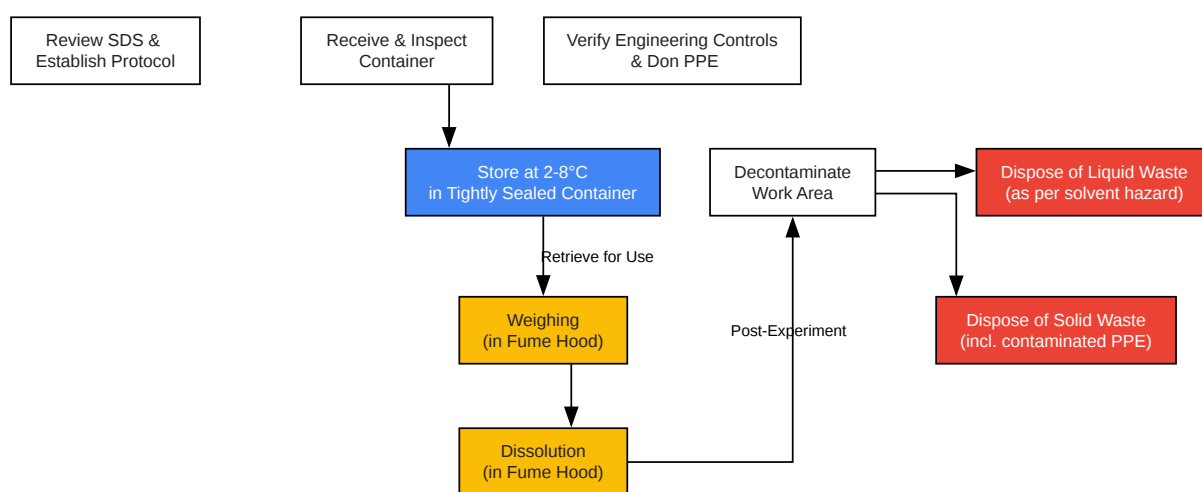 Review SDS &
Establish Protocol
Receive & Inspect
Container
Verify Engineering Controls
& Don PPE
Store at 2-8°C
in Tightly Sealed Container
Decontaminate
Work Area
Dispose of Liquid Waste
(as per solvent hazard)
Retrieve for Use
Weighing
(in Fume Hood)
Post-Experiment
Dispose of Solid Waste
(incl. contaminated PPE)
Dissolution
(in Fume Hood)